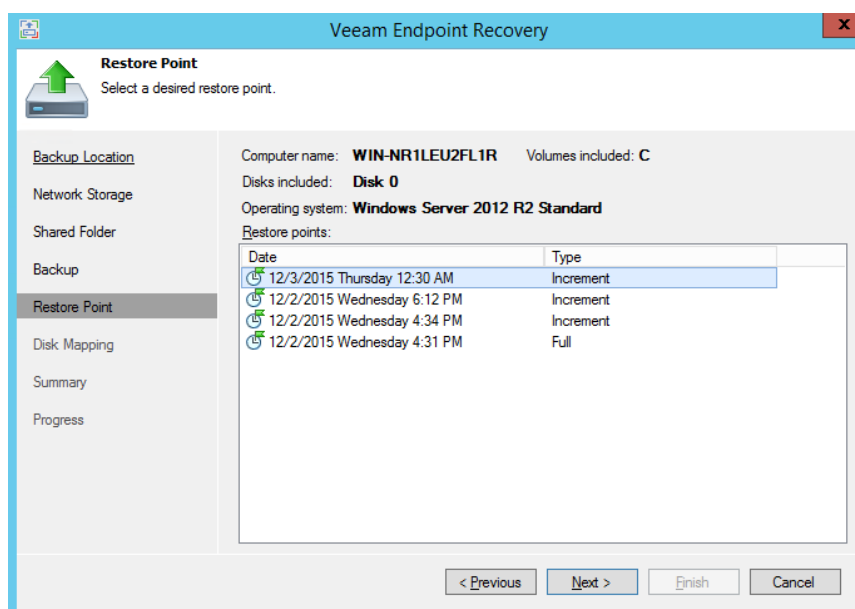 Veeam Endpoint Recovery
x
Restore Point
Select a desired restore point.
Backup Location
Network Storage
Shared Folder
Backup
Restore Point
Disk Mapping
Summary
Progress
Computer name: WIN-NR1LEU2FL1R Volumes included: C
Disks included: Disk 0
Operating system: Windows Server 2012 R2 Standard
Restore points:
Date Type
12/3/2015 Thursday 12:30 AM Increment
12/2/2015 Wednesday 6:12 PM Increment
12/2/2015 Wednesday 4:34 PM Increment
12/2/2015 Wednesday 4:31 PM Full
< Previous Next > Finish Cancel